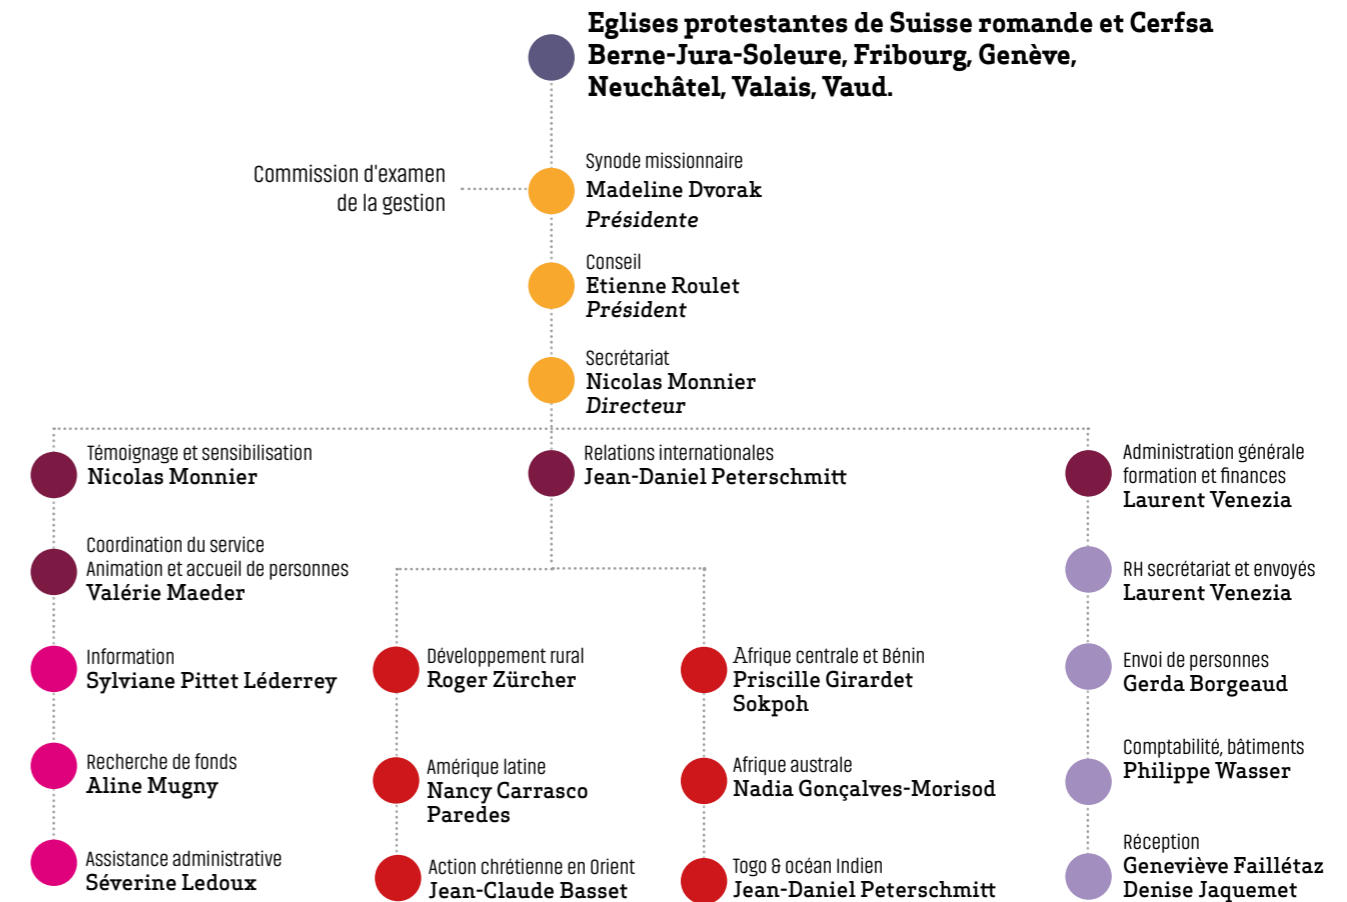 Eglises protestantes de Suisse romande et Cerfsa
Berne-Jura-Soleure, Fribourg, Genève,
Neuchâtel, Valais, Vaud.
Commission d'examen
de la gestion
Synode missionnaire
Madeline Dvorak
Présidente
Conseil
Etienne Roulet
Président
Secrétariat
Nicolas Monnier
Directeur
Témoignage et sensibilisation
Nicolas Monnier
Coordination du service
Animation et accueil de personnes
Valérie Maeder
Information
Sylviane Pittet Léderrey
Recherche de fonds
Aline Mugny
Assistance administrative
Séverine Ledoux
Relations internationales
Jean-Daniel Peterschmitt
Développement rural
Roger Zürcher
Amérique latine
Nancy Carrasco
Paredes
Action chrétienne en Orient
Jean-Claude Basset
Afrique centrale et Bénin
Priscille Girardet
Sokpoh
Afrique australe
Nadia Gonçalves-Morisod
Togo & océan Indien
Jean-Daniel Peterschmitt
Administration générale
formation et finances
Laurent Venezia
RH secrétariat et envoyés
Laurent Venezia
Envoi de personnes
Gerda Borgeaud
Comptabilité, bâtiments
Philippe Wasser
Réception
Geneviève Faillétaz
Denise Jaquemet